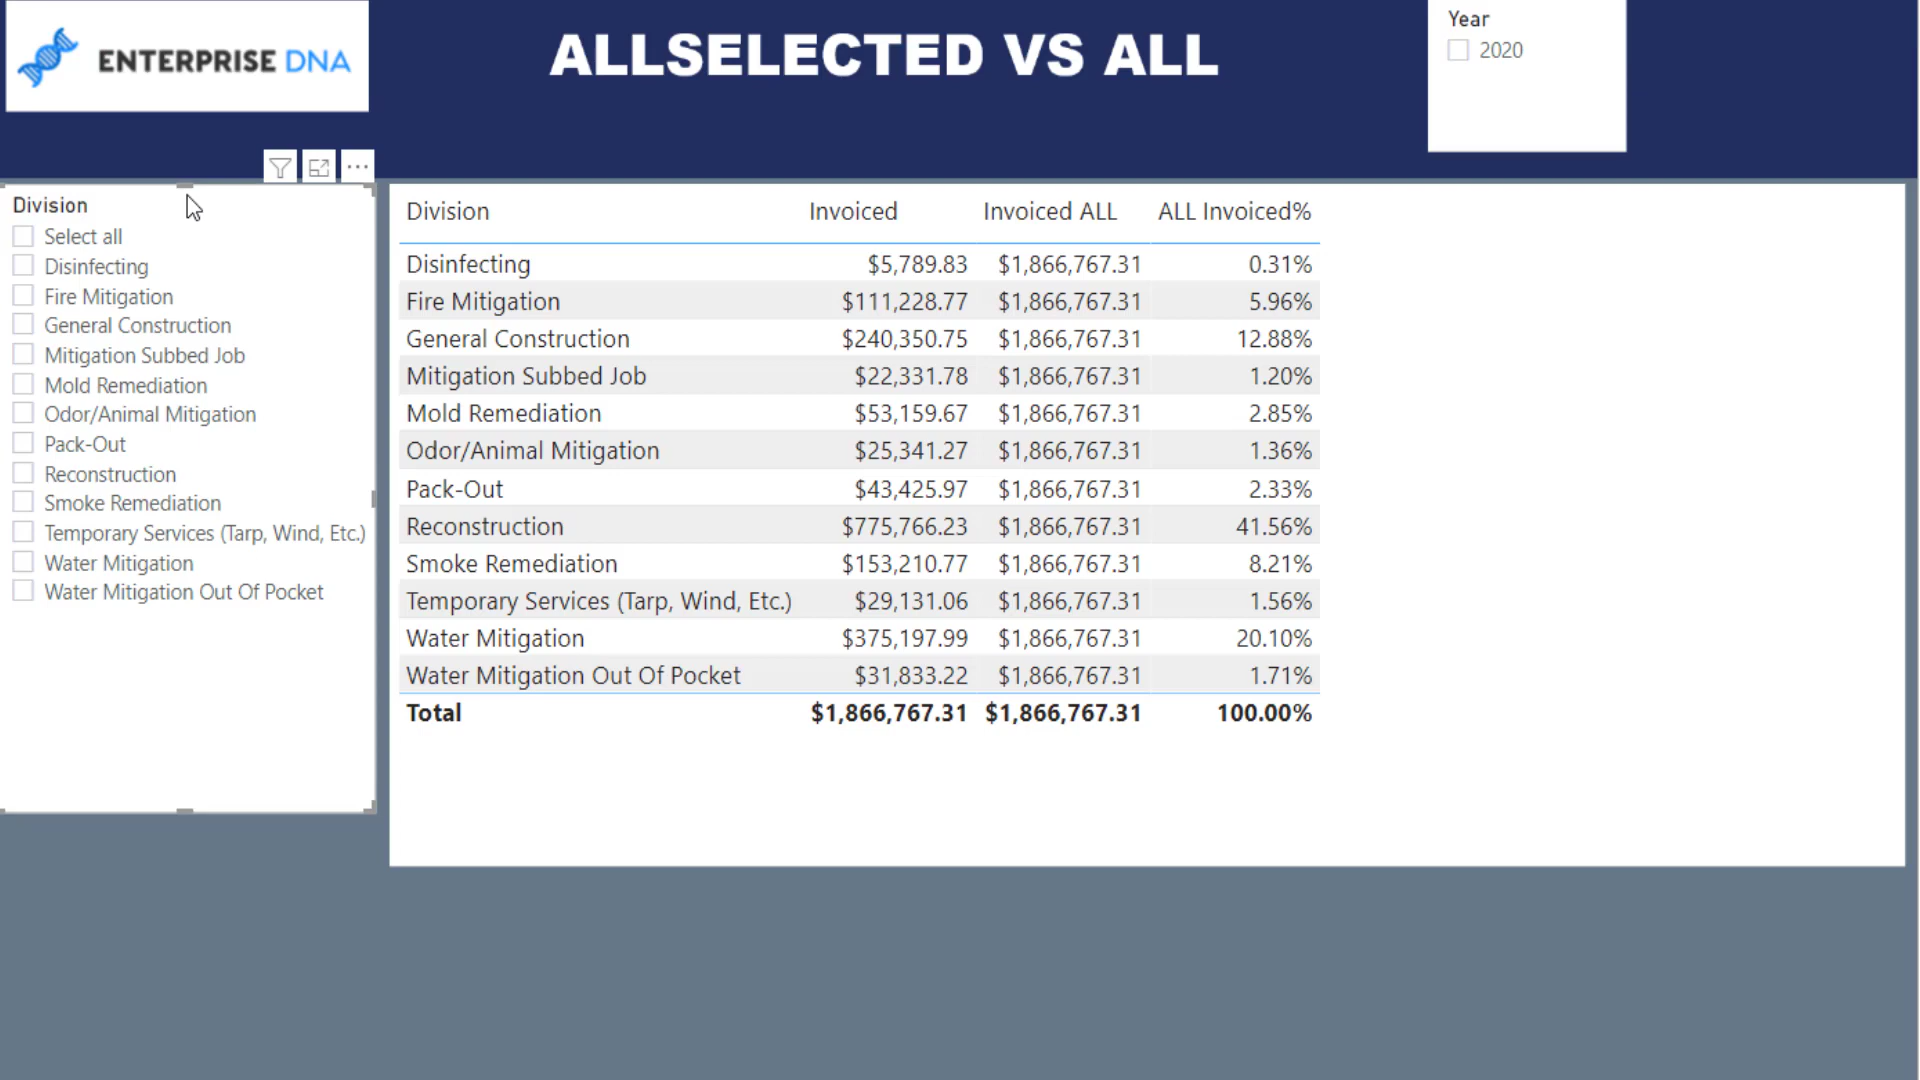 ENTERPRISE DNA
ALLSELECTED VS ALL
Year
2020
Division
Select all
Disinfecting
Fire Mitigation
General Construction
Mitigation Subbed Job
Mold Remediation
Odor/Animal Mitigation
Pack-Out
Reconstruction
Smoke Remediation
Temporary Services (Tarp, Wind, Etc.)
Water Mitigation
Water Mitigation Out Of Pocket
Division Invoiced Invoiced ALL ALL Invoiced%
Disinfecting $5,789.83 $1,866,767.31 0.31%
Fire Mitigation $111,228.77 $1,866,767.31 5.96%
General Construction $240,350.75 $1,866,767.31 12.88%
Mitigation Subbed Job $22,331.78 $1,866,767.31 1.20%
Mold Remediation $53,159.67 $1,866,767.31 2.85%
Odor/Animal Mitigation $25,341.27 $1,866,767.31 1.36%
Pack-Out $43,425.97 $1,866,767.31 2.33%
Reconstruction $775,766.23 $1,866,767.31 41.56%
Smoke Remediation $153,210.77 $1,866,767.31 8.21%
Temporary Services (Tarp, Wind, Etc.) $29,131.06 $1,866,767.31 1.56%
Water Mitigation $375,197.99 $1,866,767.31 20.10%
Water Mitigation Out Of Pocket $31,833.22 $1,866,767.31 1.71%
Total $1,866,767.31 $1,866,767.31 100.00%